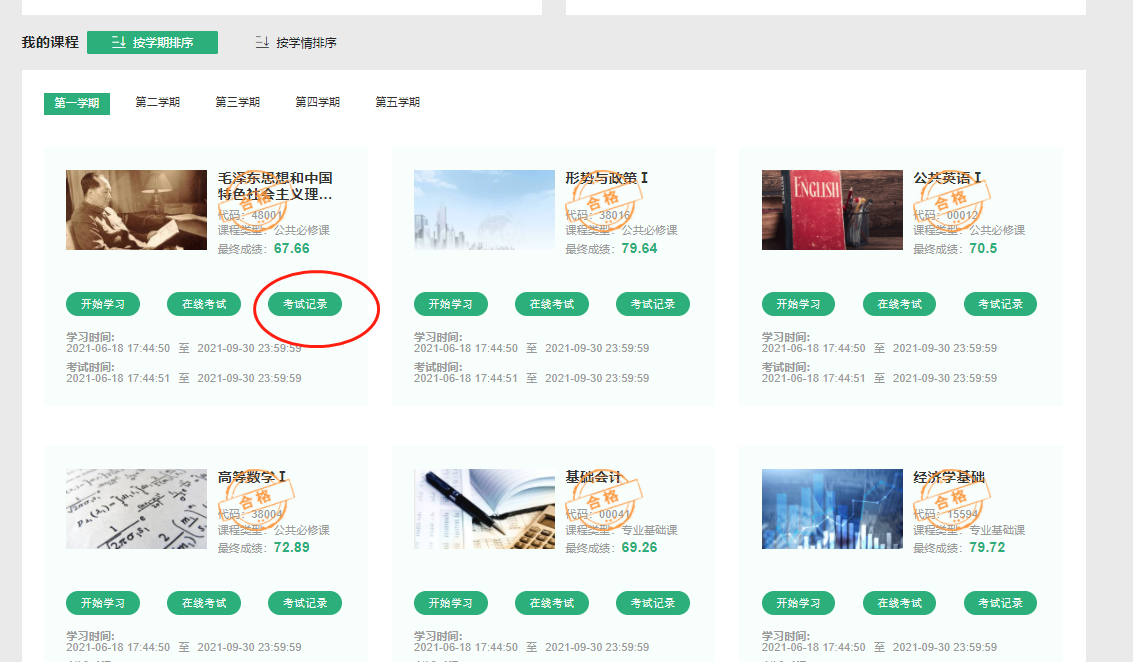 我的课程
按学期排序
按学情排序
第一学期
第二学期
第三学期
第四学期
第五学期
毛泽东思想和中国
特色社会主义理...
合格
代码：48001
课程类型：公共必修课
最终成绩：67.66
开始学习
在线考试
考试记录
学习时间:
2021-06-18 17:44:50 至 2021-09-30 23:59:59
考试时间:
2021-06-18 17:44:51 至 2021-09-30 23:59:59
形势与政策 I
合格
代码：38016
课程类型：公共必修课
最终成绩：79.64
开始学习
在线考试
考试记录
学习时间:
2021-06-18 17:44:50 至 2021-09-30 23:59:59
考试时间:
2021-06-18 17:44:51 至 2021-09-30 23:59:59
ENGLISH
公共英语 I
合格
代码：00012
课程类型：公共必修课
最终成绩：70.5
开始学习
在线考试
考试记录
学习时间:
2021-06-18 17:44:50 至 2021-09-30 23:59:59
考试时间:
2021-06-18 17:44:51 至 2021-09-30 23:59:59
高等数学 I
合格
代码：38004
课程类型：公共必修课
最终成绩：72.89
开始学习
在线考试
考试记录
学习时间:
2021-06-18 17:44:50 至 2021-09-30 23:59:59
基础会计
合格
代码：00041
课程类型：专业基础课
最终成绩：69.26
开始学习
在线考试
考试记录
学习时间:
2021-06-18 17:44:50 至 2021-09-30 23:59:59
经济学基础
合格
代码：15594
课程类型：专业基础课
最终成绩：79.72
开始学习
在线考试
考试记录
学习时间:
2021-06-18 17:44:50 至 2021-09-30 23:59:59